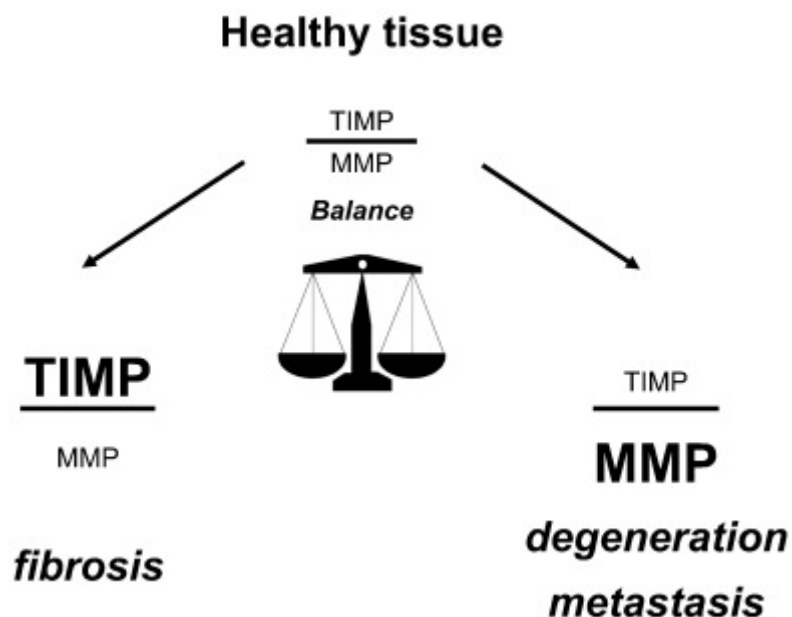 Healthy tissue
TIMP
MMP
Balance
TIMP
MMP
fibrosis
TIMP
MMP
degeneration
metastasis